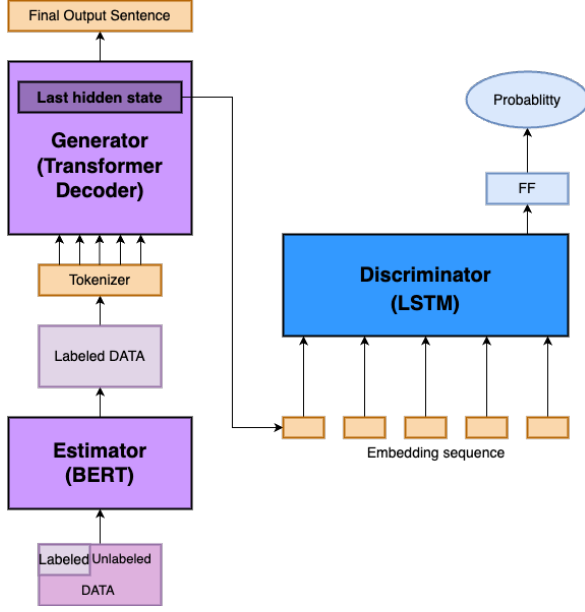 Final Output Sentence
Last hidden state
Generator
(Transformer
Decoder)
Tokenizer
Labeled DATA
Estimator
(BERT)
Labeled
Unlabeled
DATA
Probablitty
FF
Discriminator
(LSTM)
Embedding sequence